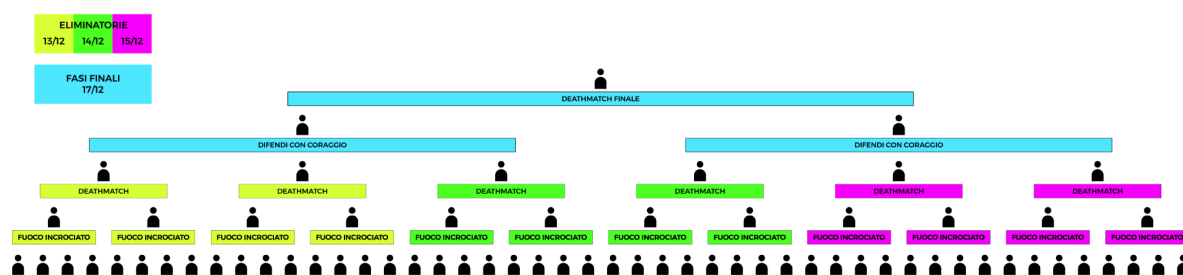 ELIMINATORIE
13/12 14/12 15/12
FASI FINALI
17/12
DEATHMATCH FINALE
DIFENDI CON CORAGGIO DIFENDI CON CORAGGIO
DEATHMATCH DEATHMATCH DEATHMATCH DEATHMATCH DEATHMATCH DEATHMATCH
FUOCO INCROCIATO FUOCO INCROCIATO FUOCO INCROCIATO FUOCO INCROCIATO FUOCO INCROCIATO FUOCO INCROCIATO FUOCO INCROCIATO FUOCO INCROCIATO FUOCO INCROCIATO FUOCO INCROCIATO FUOCO INCROCIATO FUOCO INCROCIATO